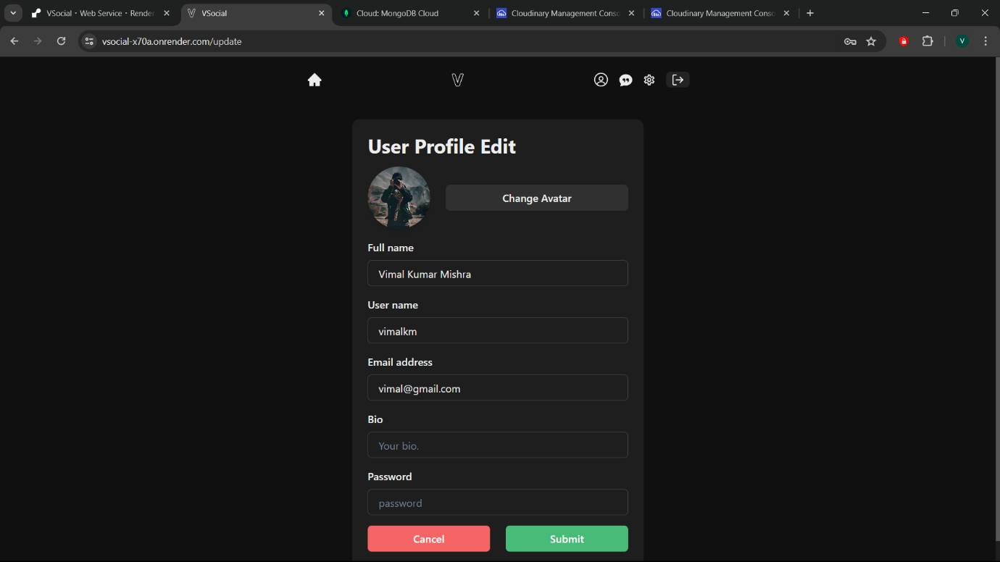 VSocial · Web Service · Render
VSocial
Cloud: MongoDB Cloud
Cloudinary Management Conso
Cloudinary Management Conso
vsocial-x70a.onrender.com/update
V
V
User Profile Edit
Change Avatar
Full name
Vimal Kumar Mishra
User name
vimalkm
Email address
vimal@gmail.com
Bio
Your bio.
Password
password
Cancel
Submit